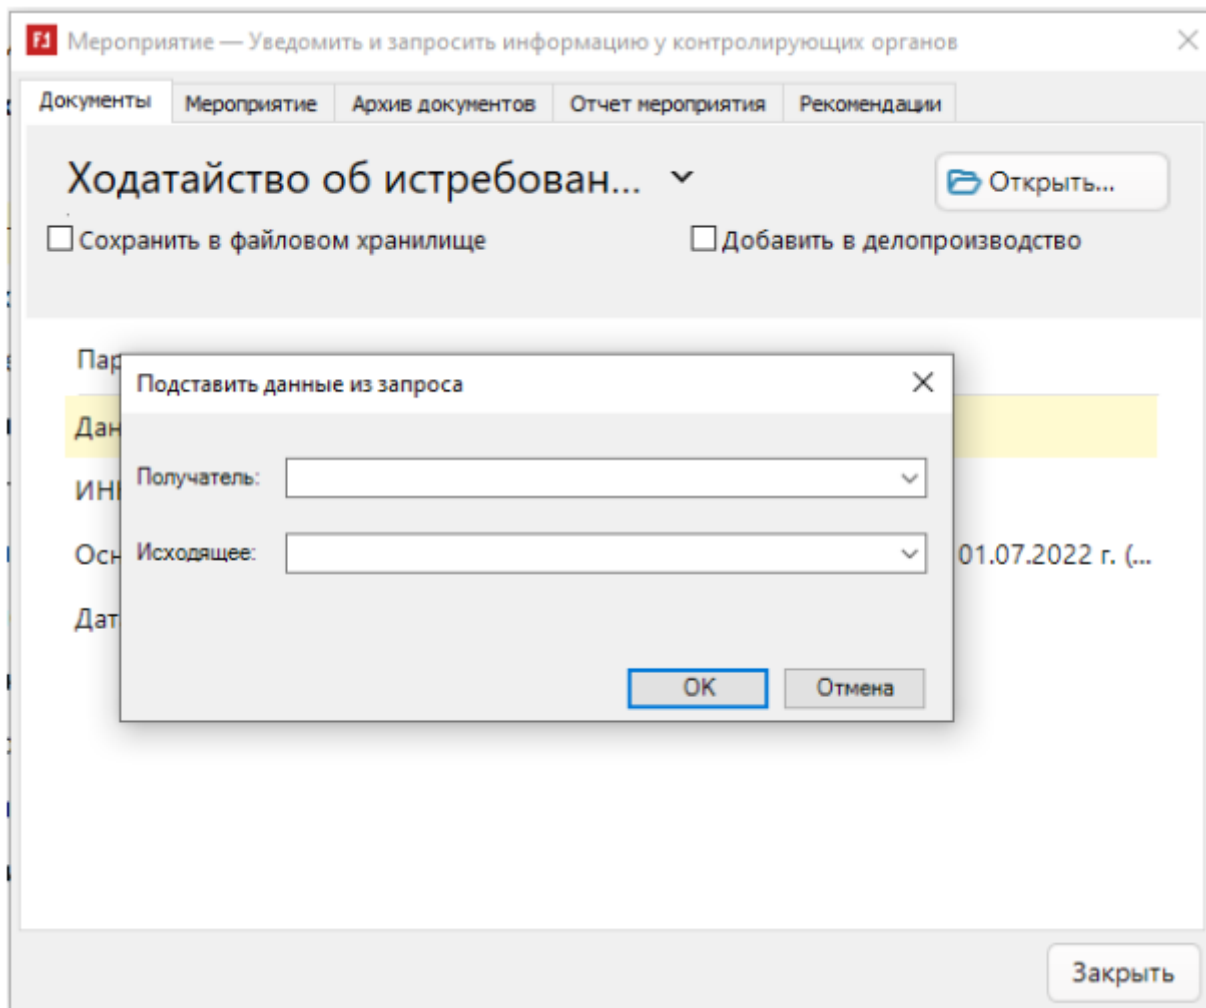 Мероприятие — Уведомить и запросить информацию у контролирующих органов
Документы Мероприятие Архив документов Отчет мероприятия Рекомендации
Ходатайство об истребован... Открыть...
Сохранить в файловом хранилище Добавить в делопроизводство
Пар
Подставить данные из запроса
Дан
Получатель:
ИНН
Исходящее:
Осн 01.07.2022 г. (...
Дат
OK Отмена
Закрыть